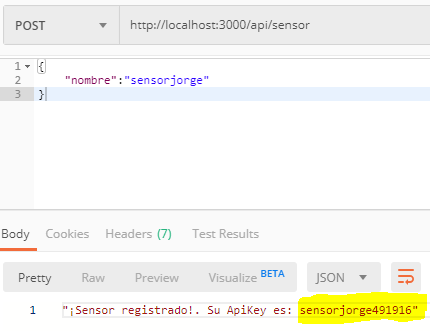 POST http://localhost:3000/api/sensor
1 {
2 "nombre":"sensorjorge"
3 }
Body Cookies Headers (7) Test Results
Pretty Raw Preview Visualize BETA JSON
1 "¡Sensor registrado!. Su ApiKey es: sensorjorge491916"